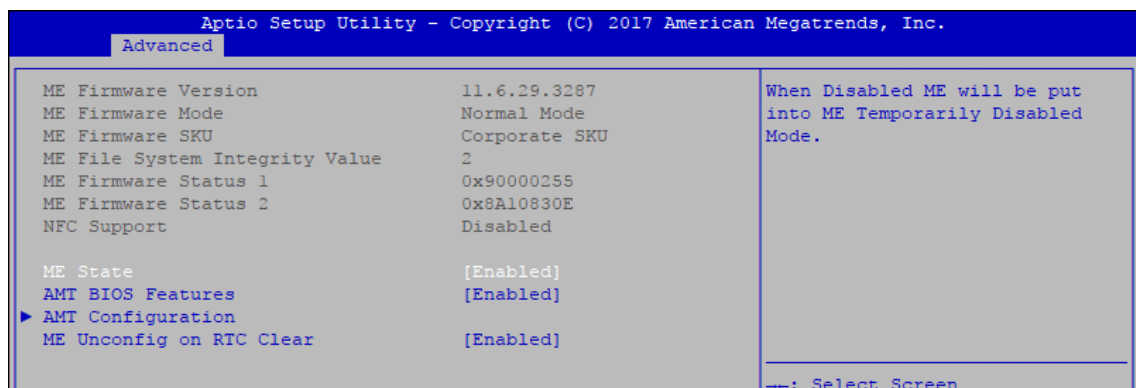 Aptio Setup Utility – Copyright (C) 2017 American Megatrends, Inc.
Advanced
ME Firmware Version 11.6.29.3287
ME Firmware Mode Normal Mode
ME Firmware SKU Corporate SKU
ME File System Integrity Value 2
ME Firmware Status 1 0x90000255
ME Firmware Status 2 0x8A10830E
NFC Support Disabled
ME State [Enabled]
AMT BIOS Features [Enabled]
► AMT Configuration
ME Unconfig on RTC Clear [Enabled]
When Disabled ME will be put
into ME Temporarily Disabled
Mode.
→←: Select Screen